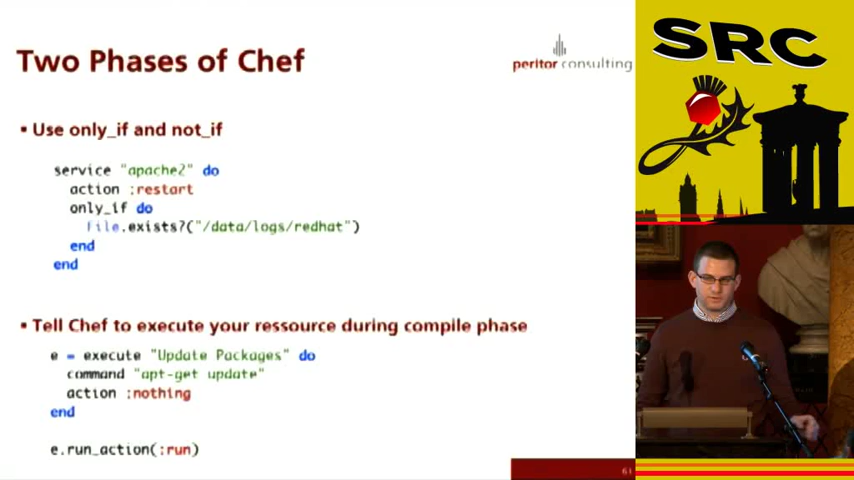 Two Phases of Chef
peritor consulting
▪ Use only_if and not_if
service "apache2" do
action :restart
only_if do
File.exists?("/data/logs/redhat")
end
end
▪ Tell Chef to execute your ressource during compile phase
e = execute "Update Packages" do
command "apt-get update"
action :nothing
end
e.run_action(:run)
SRC